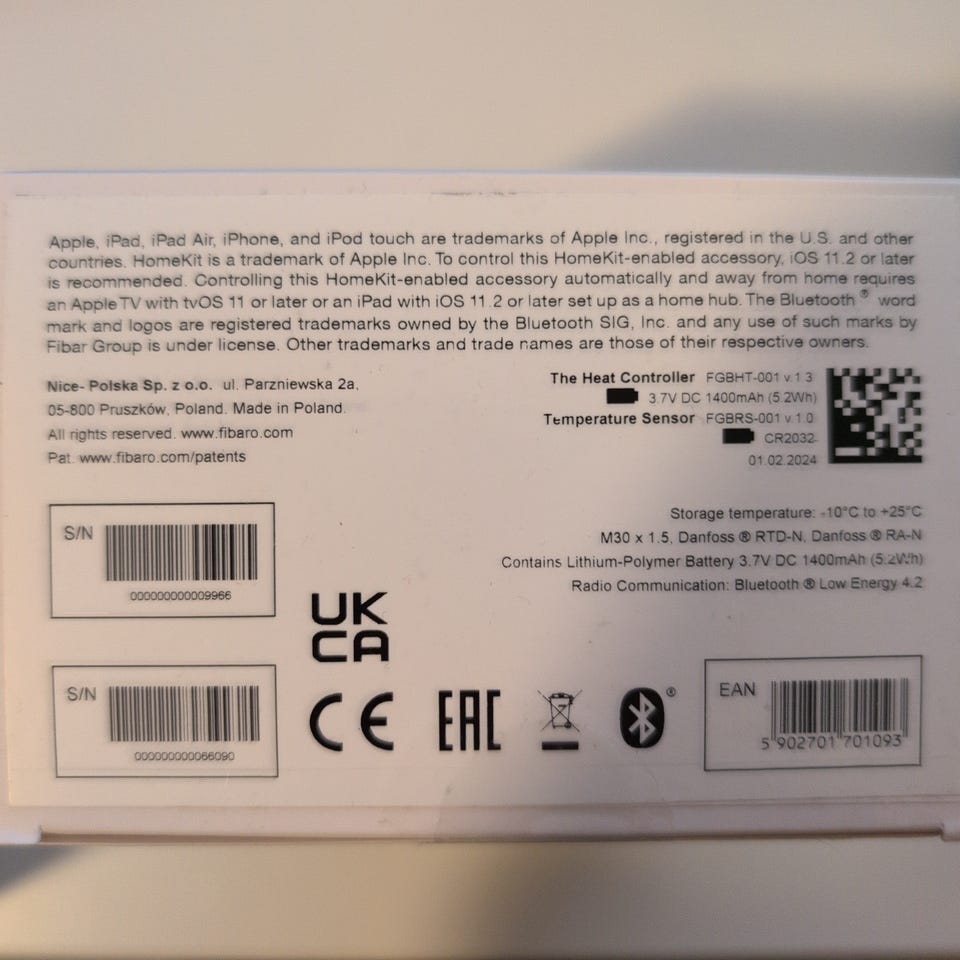 Apple, iPad, iPad Air, iPhone, and iPod touch are trademarks of Apple Inc., registered in the U.S. and other
countries. HomeKit is a trademark of Apple Inc. To control this HomeKit-enabled accessory, iOS 11.2 or later
is recommended. Controlling this HomeKit-enabled accessory automatically and away from home requires
an Apple TV with tvOS 11 or later or an iPad with iOS 11.2 or later set up as a home hub. The Bluetooth® word
mark and logos are registered trademarks owned by the Bluetooth SIG, Inc. and any use of such marks by
Fibar Group is under license. Other trademarks and trade names are those of their respective owners.
Nice- Polska Sp. z o.o. ul. Parzniewska 2a,
05-800 Pruszków, Poland. Made in Poland.
All rights reserved. www.fibaro.com
Pat. www.fibaro.com/patents
The Heat Controller FGBHT-001 v.1.3
3.7V DC 1400mAh (5.2Wh)
Temperature Sensor FGBRS-001 v.1.0
CR2032
01.02.2024
Storage temperature: -10°C to +25°C
M30 x 1.5, Danfoss ® RTD-N, Danfoss ® RA-N
Contains Lithium-Polymer Battery 3.7V DC 1400mAh (5.2Wh)
Radio Communication: Bluetooth ® Low Energy 4.2
S/N
000000000009966
UK
CA
S/N
000000000066090
CE
EAC
®
EAN
5 902701 701093